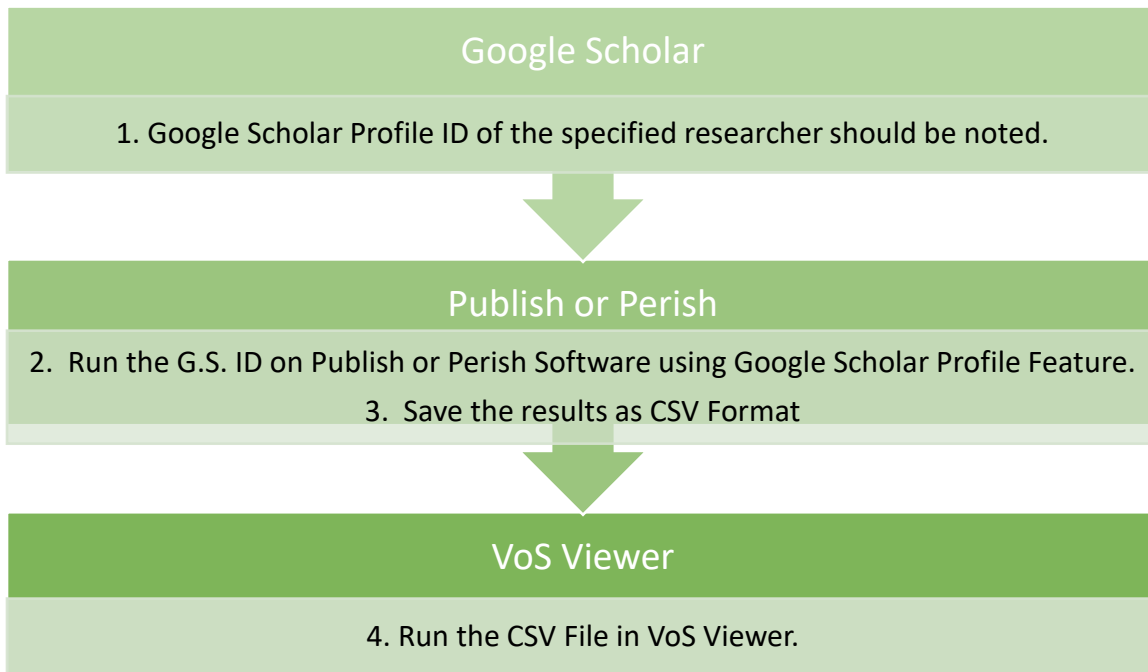 Google Scholar
1. Google Scholar Profile ID of the specified researcher should be noted.
Publish or Perish
2. Run the G.S. ID on Publish or Perish Software using Google Scholar Profile Feature.
3. Save the results as CSV Format
VoS Viewer
4. Run the CSV File in VoS Viewer.